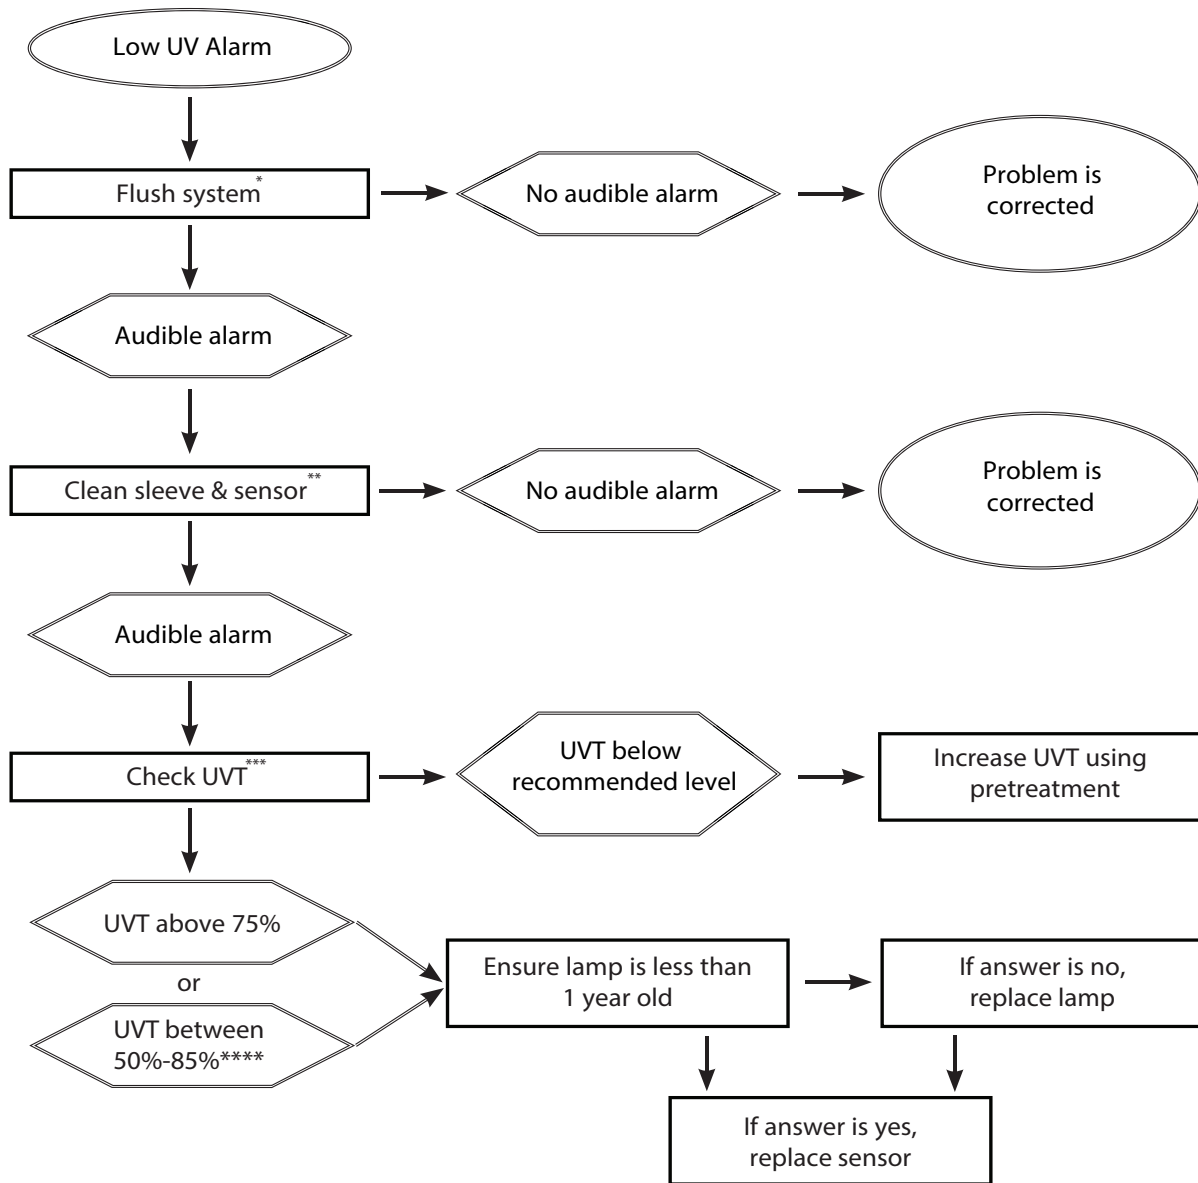 Low UV Alarm
Flush system*
No audible alarm
Problem is
corrected
Audible alarm
Clean sleeve & sensor**
No audible alarm
Problem is
corrected
Audible alarm
Check UVT***
UVT below
recommended level
Increase UVT using
pretreatment
UVT above 75%
or
UVT between
50%-85%****
Ensure lamp is less than
1 year old
If answer is no,
replace lamp
If answer is yes,
replace sensor